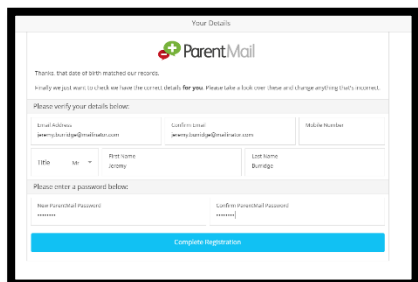 Your Details
ParentMail
Thanks, that date of birth matched our records.
Finally we just want to check we have the correct details for you. Please take a look over these and change anything that's incorrect.
Please verify your details below:
Email Address Confirm Email Mobile Number
jeremy.burridge@mailinator.com jeremy.burridge@mailinator.com
Title Mr First Name Last Name
Jeremy Burridge
Please enter a password below:
New ParentMail Password Confirm ParentMail Password
•••••••• ••••••••
Complete Registration